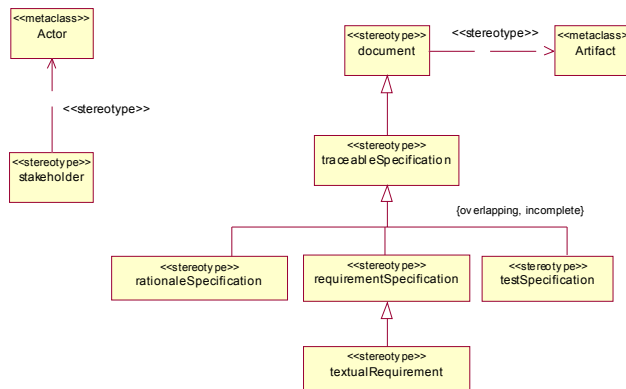 <<metaclass>>
Actor
<<stereotype>>
<<stereotype>>
stakeholder
<<stereotype>>
document
<<stereotype>>
<<metaclass>>
Artifact
<<stereotype>>
traceableSpecification
{overlapping, incomplete}
<<stereotype>>
rationaleSpecification
<<stereotype>>
requirementSpecification
<<stereotype>>
testSpecification
<<stereotype>>
textualRequirement